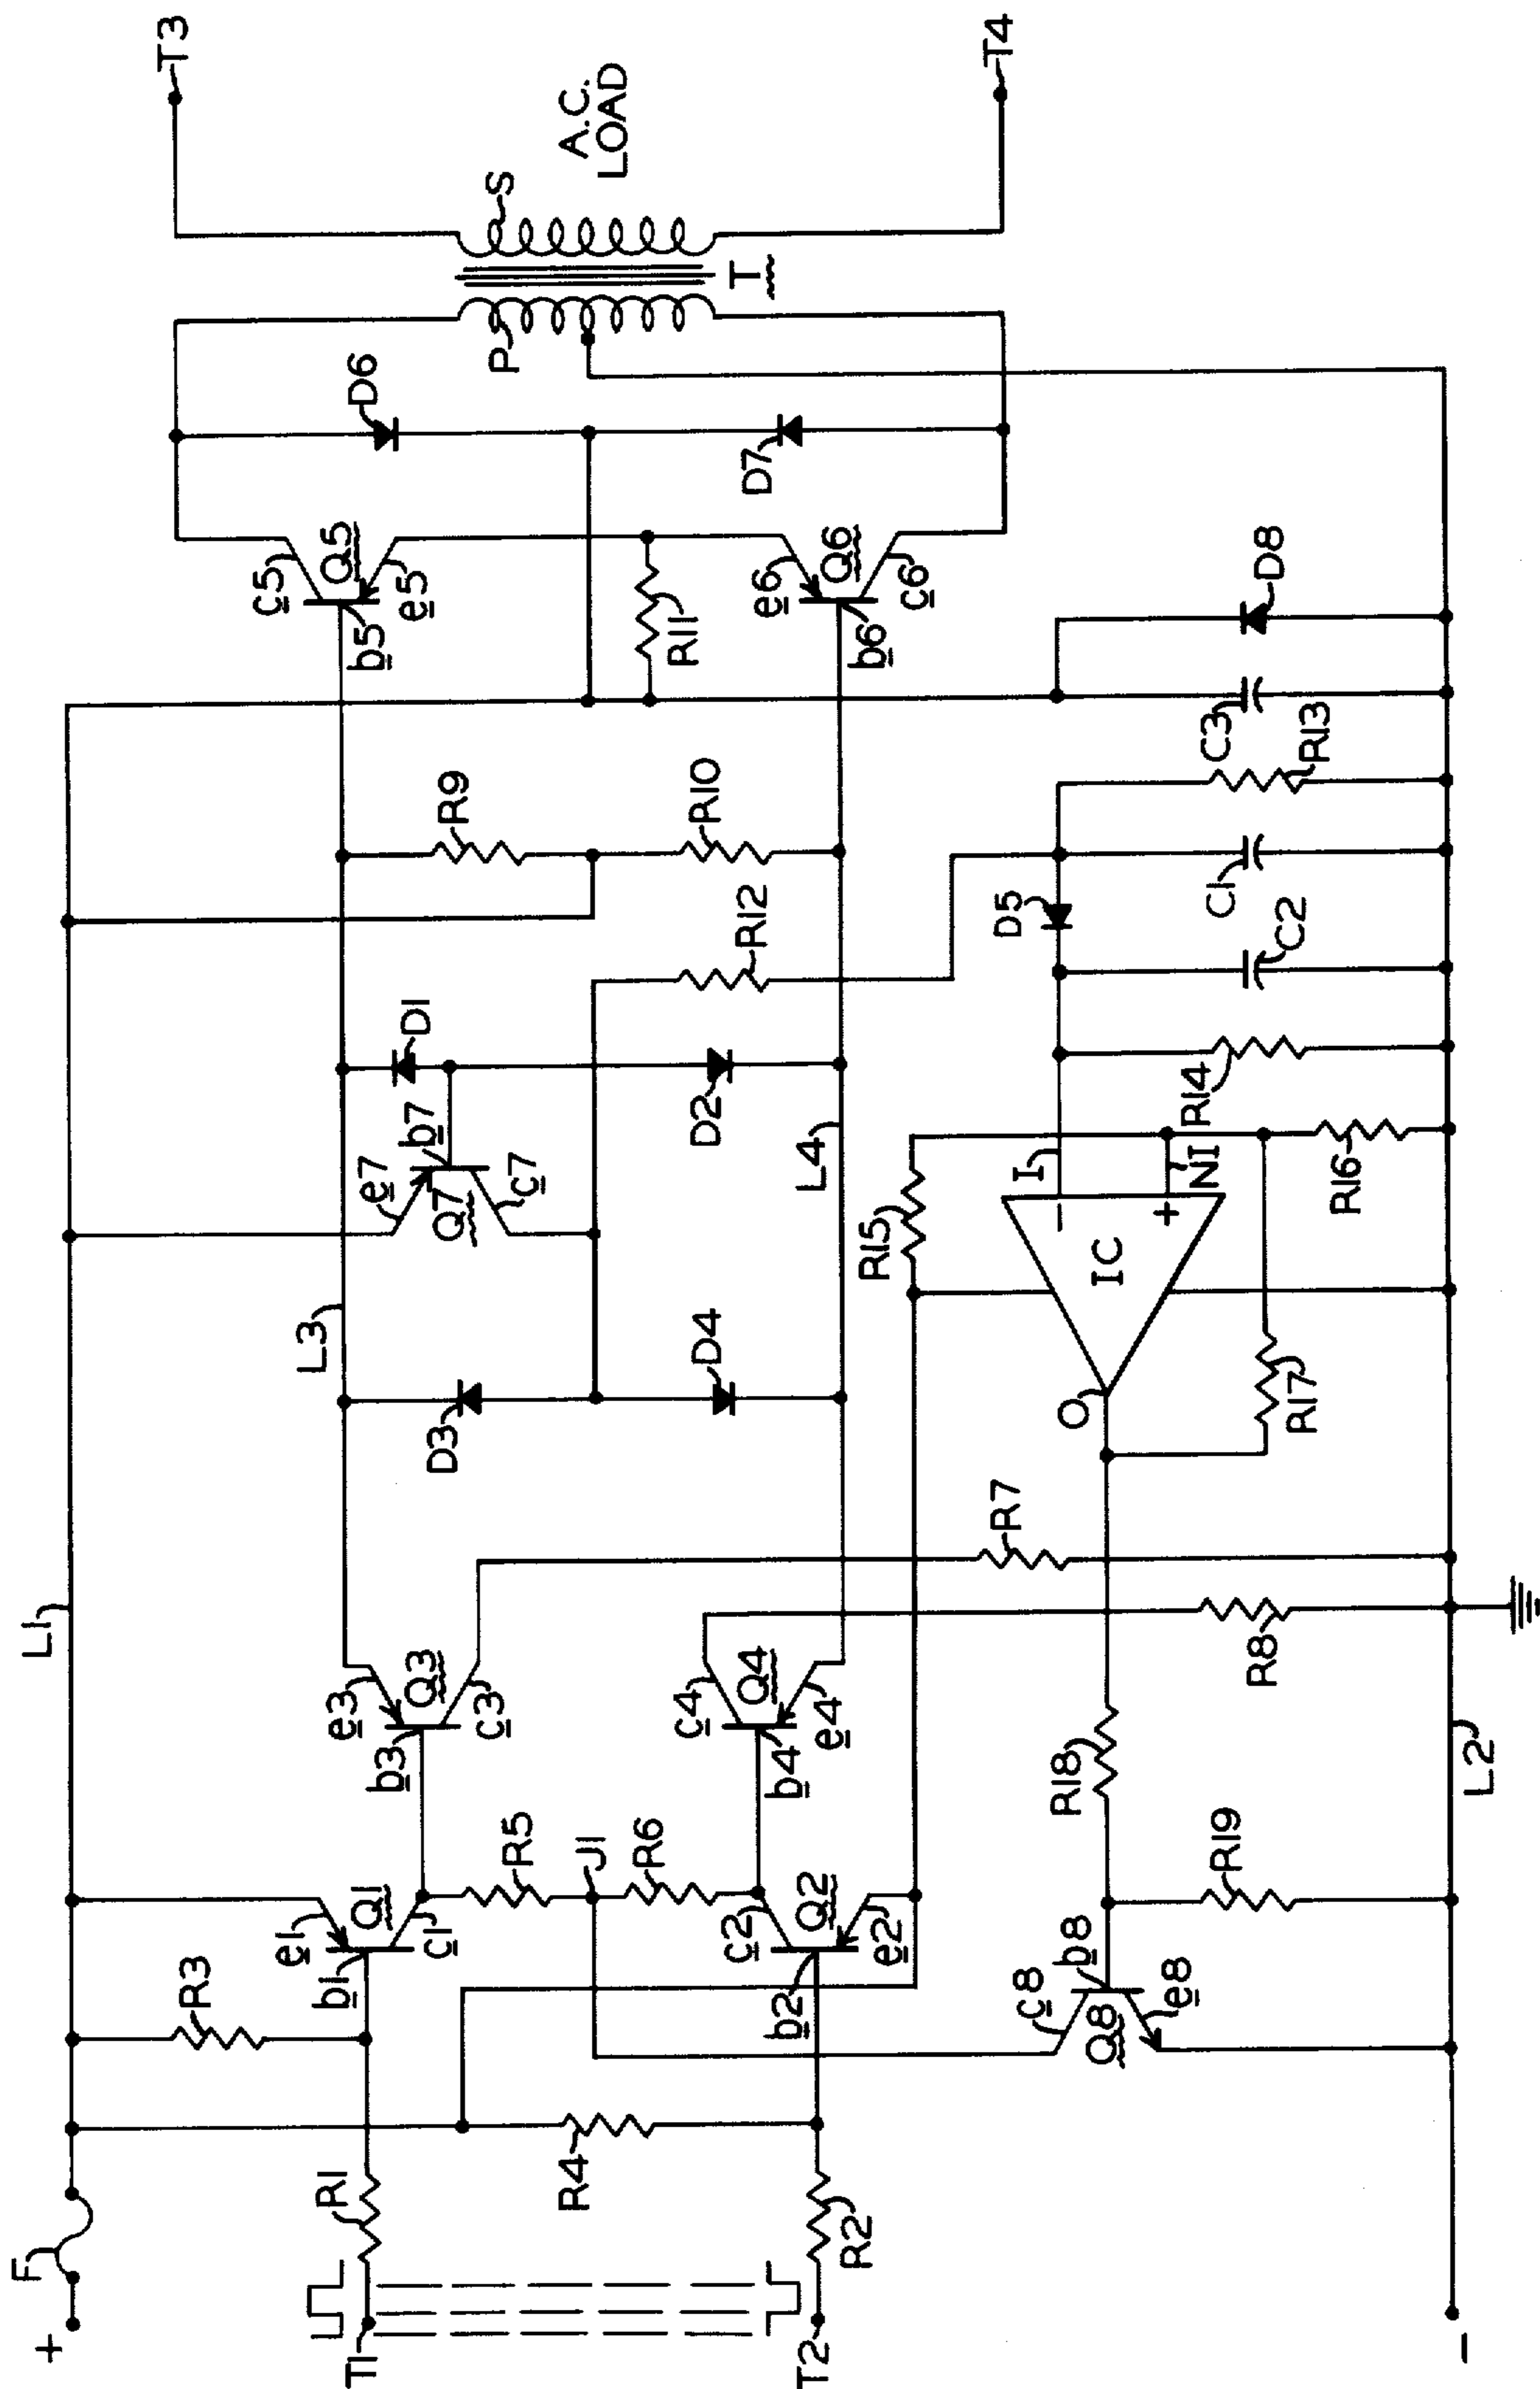 F
+
T1
R1
T2
R2
R4
R3
e1
b1
Q1
c1
R5
J1
R6
c2
Q2
b2
e2
c8
b8
Q8
e8
R19
R18
L2
-
L1
e3
b3
Q3
c3
c4
Q4
b4
e4
R7
R8
L3
D3
D4
e7
b7
Q7
c7
D1
D2
L4
R12
R15
I
-
+
NI
IC
O
R17
R16
R14
D5
C2
C1
R13
C3
D8
R9
R10
R11
c5
Q5
b5
e5
e6
Q6
b6
c6
D6
D7
P
S
T
A.C.
LOAD
T3
T4